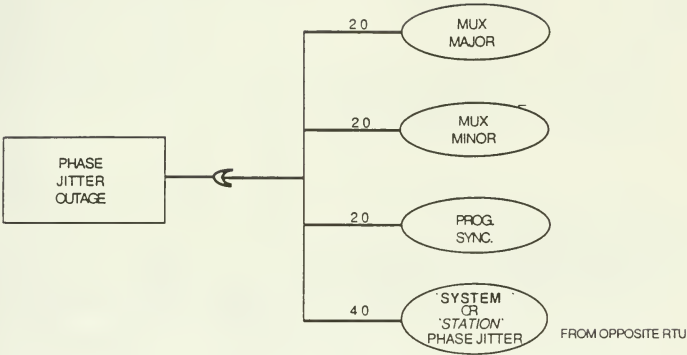 20
MUX
MAJOR
20
MUX
MINOR
PHASE
JITTER
OUTAGE
20
PROG.
SYNC.
40
'SYSTEM'
OR
'STATION'
PHASE JITTER
FROM OPPOSITE RTU